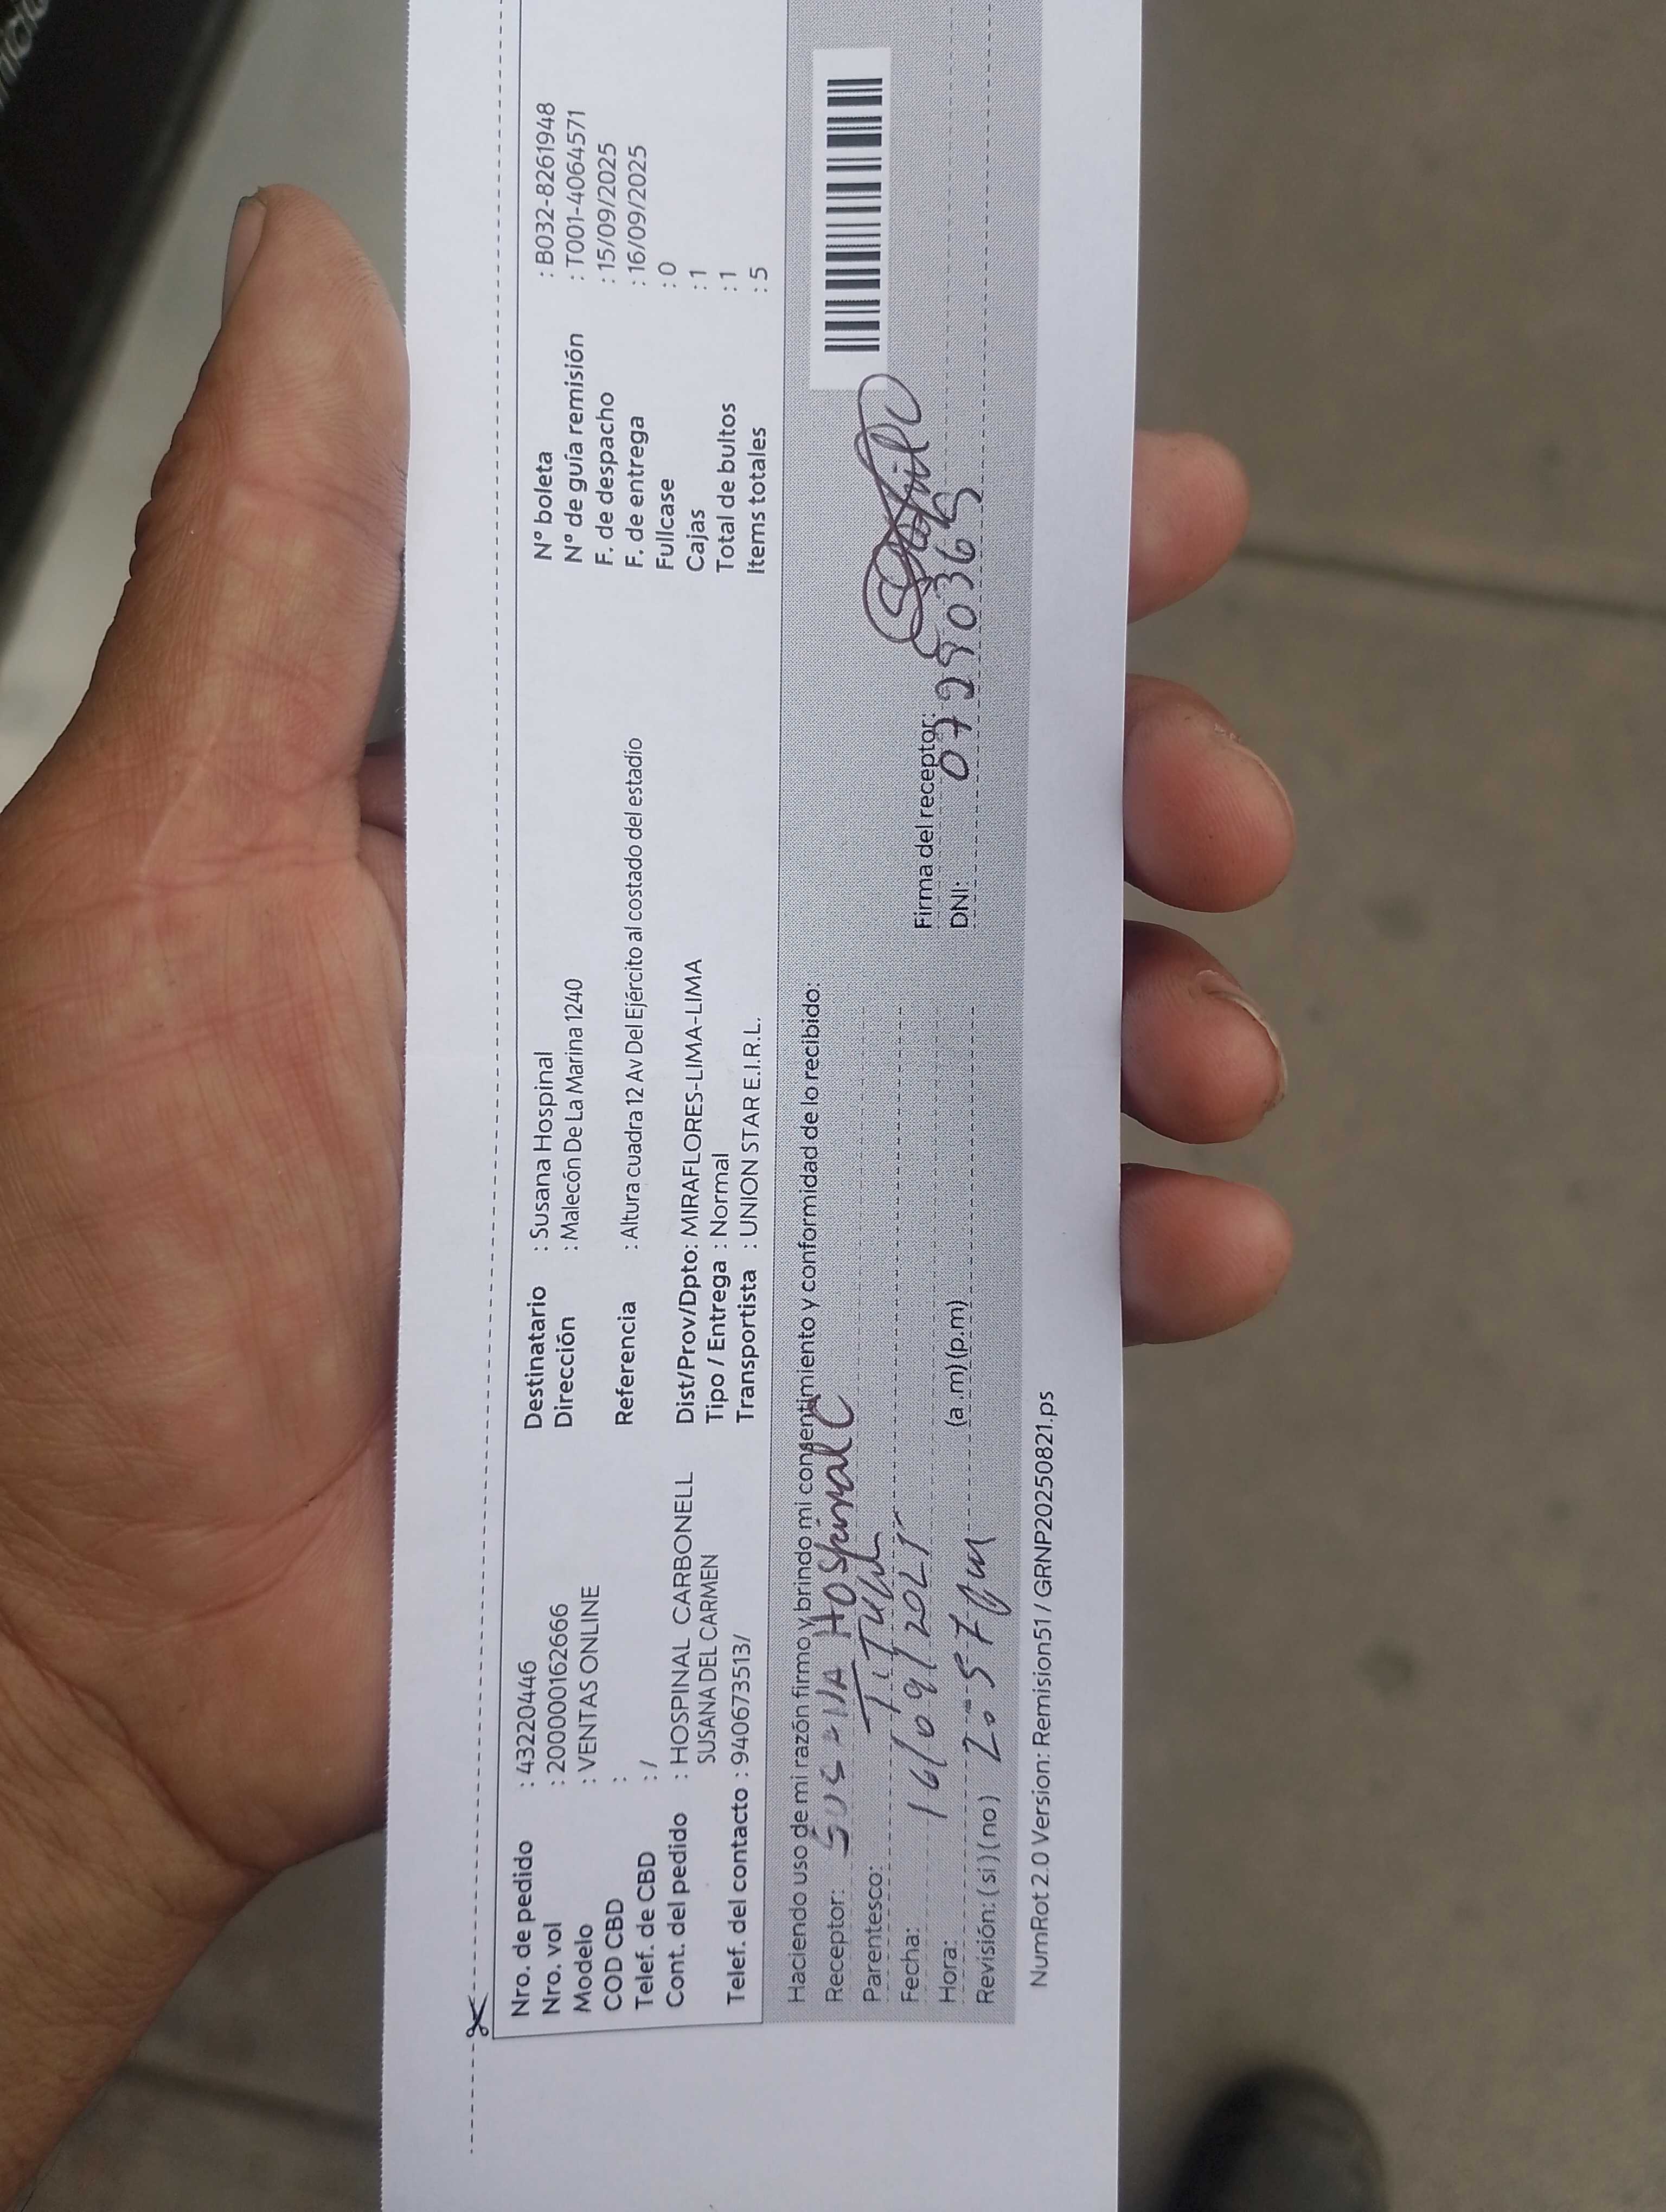 Nro. de pedido : 43220446
Nro. vol : 200000162666
Modelo : VENTAS ONLINE
COD CBD :
Telef. de CBD : /
Cont. del pedido : HOSPINAL CARBONELL
SUSANA DEL CARMEN
Telef. del contacto : 940673513/
Destinatario : Susana Hospinal
Dirección : Malecón De La Marina 1240
Referencia : Altura cuadra 12 Av Del Ejército al costado del estadio
Dist/Prov/Dpto: MIRAFLORES-LIMA-LIMA
Tipo / Entrega : Normal
Transportista : UNION STAR E.I.R.L.
N° boleta : B032-8261948
N° de guía remisión : T001-4064571
F. de despacho : 15/09/2025
F. de entrega : 16/09/2025
Fullcase : 0
Cajas : 1
Total de bultos : 1
Items totales : 5
Haciendo uso de mi razón firmo y brindo mi consentimiento y conformidad de lo recibido:
Receptor: Susana Hospinal C
Parentesco:
Fecha: 16/09/2025
Hora: 2:57 pm (a.m)(p.m)
Revisión: (si)(no)
Firma del receptor:
DNI:
NumRot 2.0 Version: Remision51 / GRNP20250821.ps